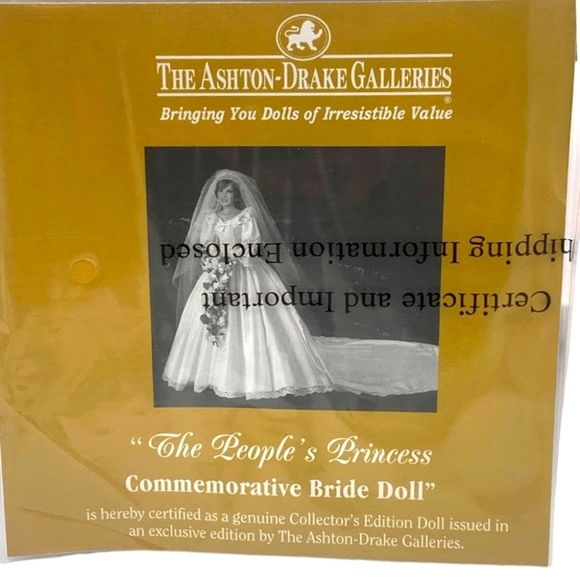 THE ASHTON-DRAKE GALLERIES
®
Bringing You Dolls of Irresistible Value
Certificate and Important
hipping Information Enclosed
"The People's Princess
Commemorative Bride Doll"
is hereby certified as a genuine Collector's Edition Doll issued in
an exclusive edition by The Ashton-Drake Galleries.